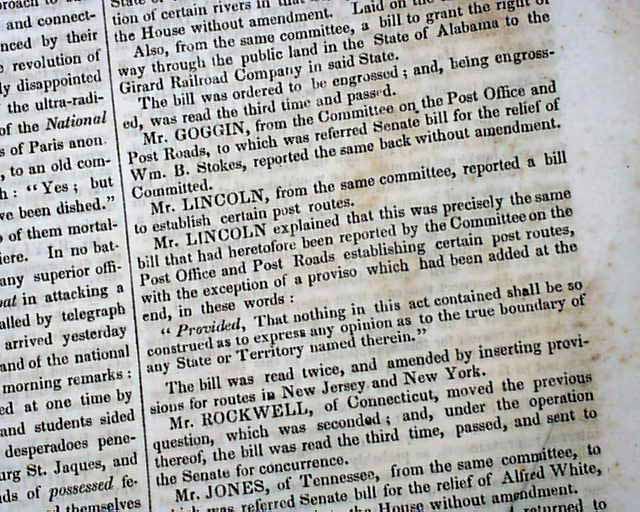 and connect-
nced by their
revolution of
ly disappointed
the ultra-radi-
of the National
s of Paris anon.
, to an old com-
h: "Yes; but
ve been dished."
of them mortal-
iere. In no bat-
any superior offi-
oat in attacking a
alled by telegraph
arrived yesterday
and of the national
morning remarks:
ed at one time by
and students sided
desperadoes pene-
urg St. Jaques, and
ds of possessed fe-
themselves
tion of certain rivers in that
the House without amendment. Laid on the
Also, from the same committee, a bill to grant the right of
way through the public land in the State of Alabama to the
Girard Railroad Company in said State.
The bill was ordered to be engrossed; and, being engross-
ed, was read the third time and passed.
Mr. GOGGIN, from the Committee on the Post Office and
Post Roads, to which was referred Senate bill for the relief of
Wm. B. Stokes, reported the same back without amendment.
Committed.
Mr. LINCOLN, from the same committee, reported a bill
to establish certain post routes.
Mr. LINCOLN explained that this was precisely the same
bill that had heretofore been reported by the Committee on the
Post Office and Post Roads establishing certain post routes,
with the exception of a proviso which had been added at the
end, in these words:
"Provided, That nothing in this act contained shall be so
construed as to express any opinion as to the true boundary of
any State or Territory named therein."
The bill was read twice, and amended by inserting provi-
sions for routes in New Jersey and New York.
Mr. ROCKWELL, of Connecticut, moved the previous
question, which was seconded; and, under the operation
thereof, the bill was read the third time, passed, and sent to
the Senate for concurrence.
Mr. JONES, of Tennessee, from the same committee, to
which was referred Senate bill for the relief of Alfred White,
the House without amendment.
returned to